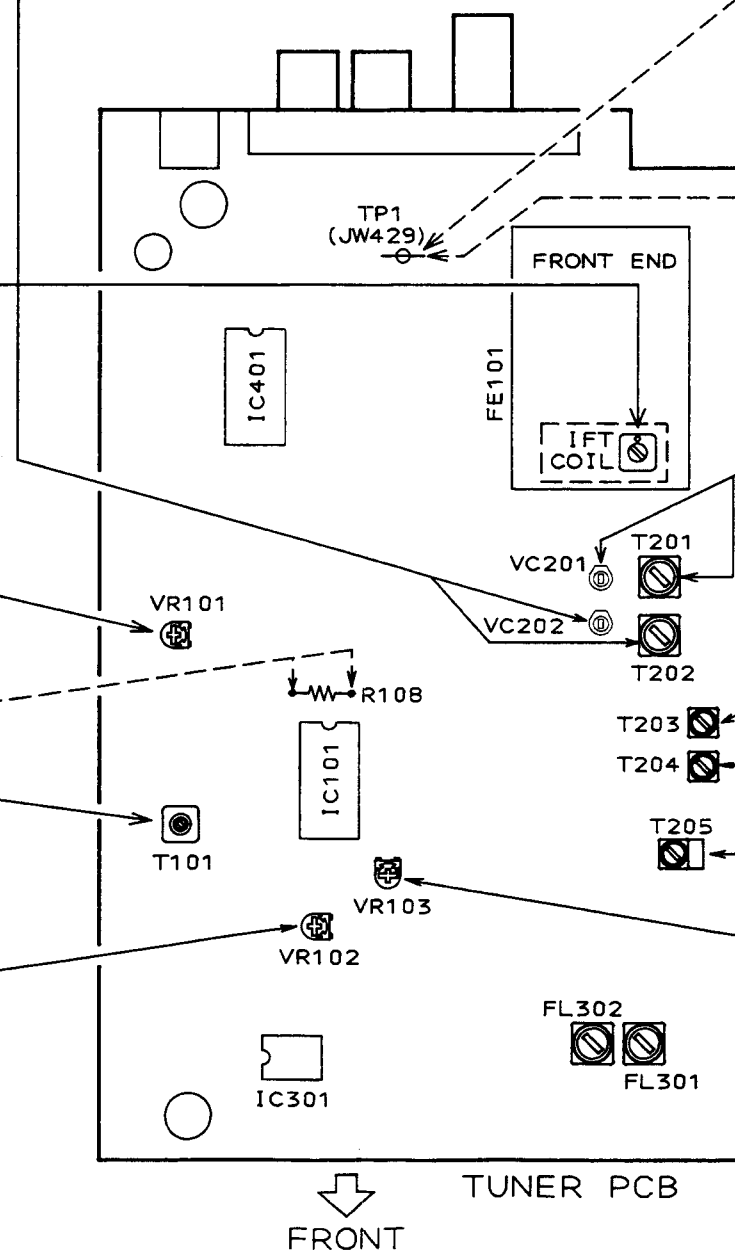 TP1
(JW429)
FRONT END
IC401
FE101
IFT
COIL
T201
VC201
VR101
VC202
T202
R108
T203
IC101
T204
T205
T101
VR103
VR102
FL302
FL301
IC301
TUNER PCB
FRONT